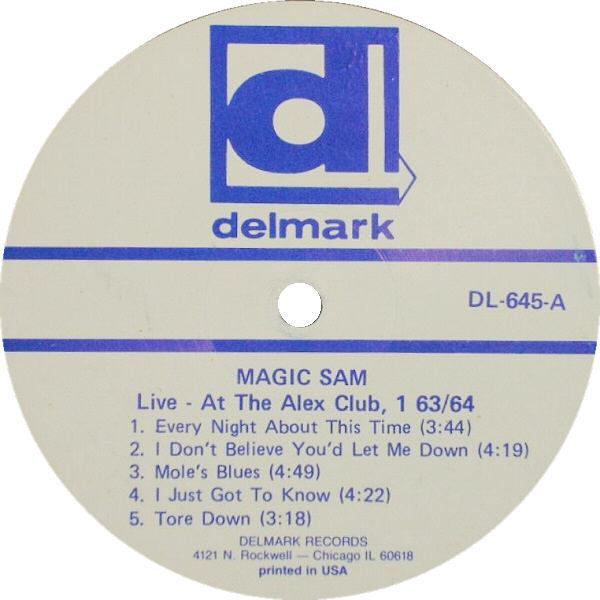 d
delmark
DL-645-A
MAGIC SAM
Live - At The Alex Club, 1 63/64
1. Every Night About This Time (3:44)
2. I Don't Believe You'd Let Me Down (4:19)
3. Mole's Blues (4:49)
4. I Just Got To Know (4:22)
5. Tore Down (3:18)
DELMARK RECORDS
4121 N. Rockwell — Chicago IL 60618
printed in USA